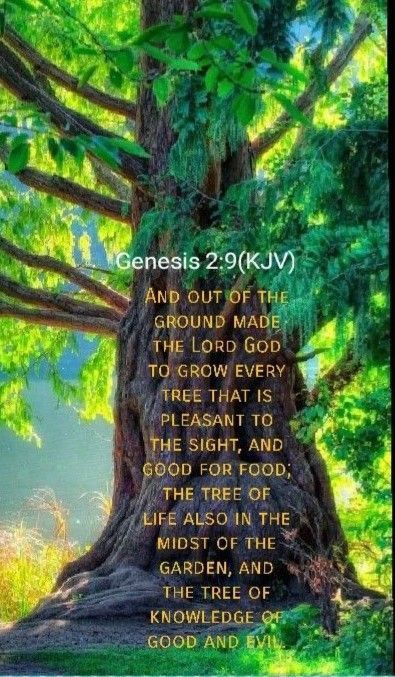 Genesis 2:9(KJV)
And out of the
ground made
the Lord God
to grow every
tree that is
pleasant to
the sight, and
good for food;
the tree of
life also in the
midst of the
garden, and
the tree of
knowledge of
good and evil.